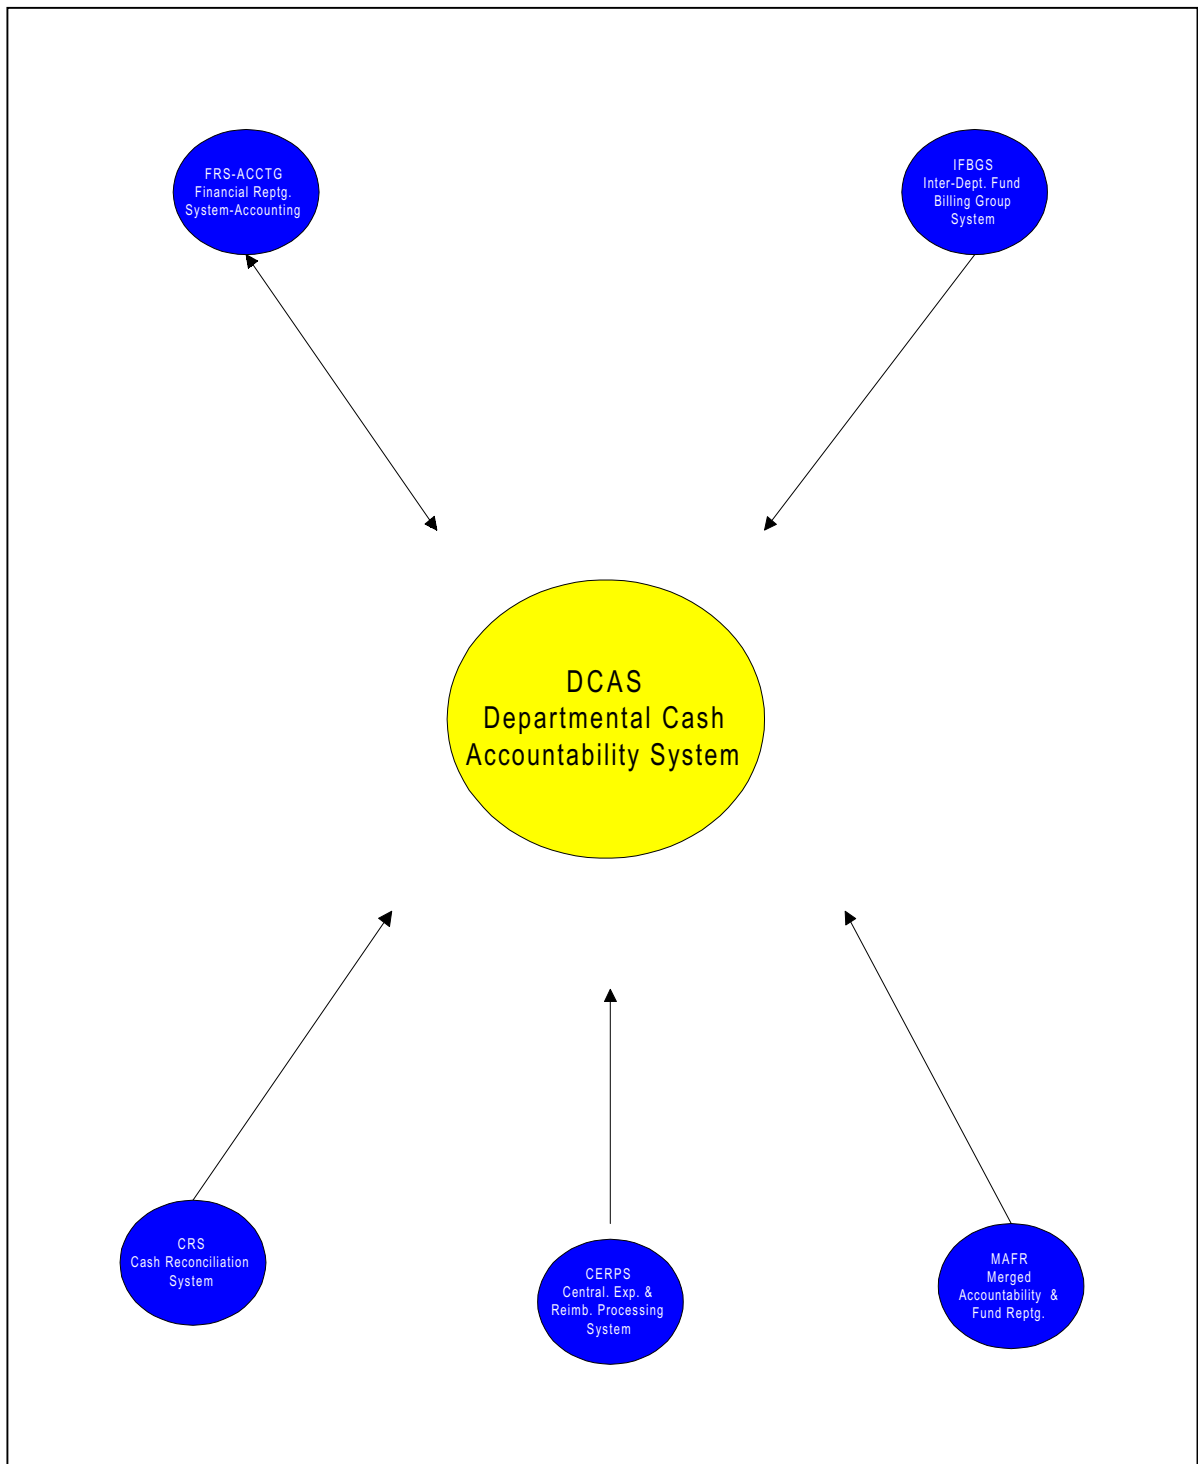 FRS-ACCTG
Financial Reptg.
System-Accounting
IFBGS
Inter-Dept. Fund
Billing Group
System
DCAS
Departmental Cash
Accountability System
CRS
Cash Reconciliation
System
CERPS
Central. Exp. &
Reimb. Processing
System
MAFR
Merged
Accountability &
Fund Reptg.